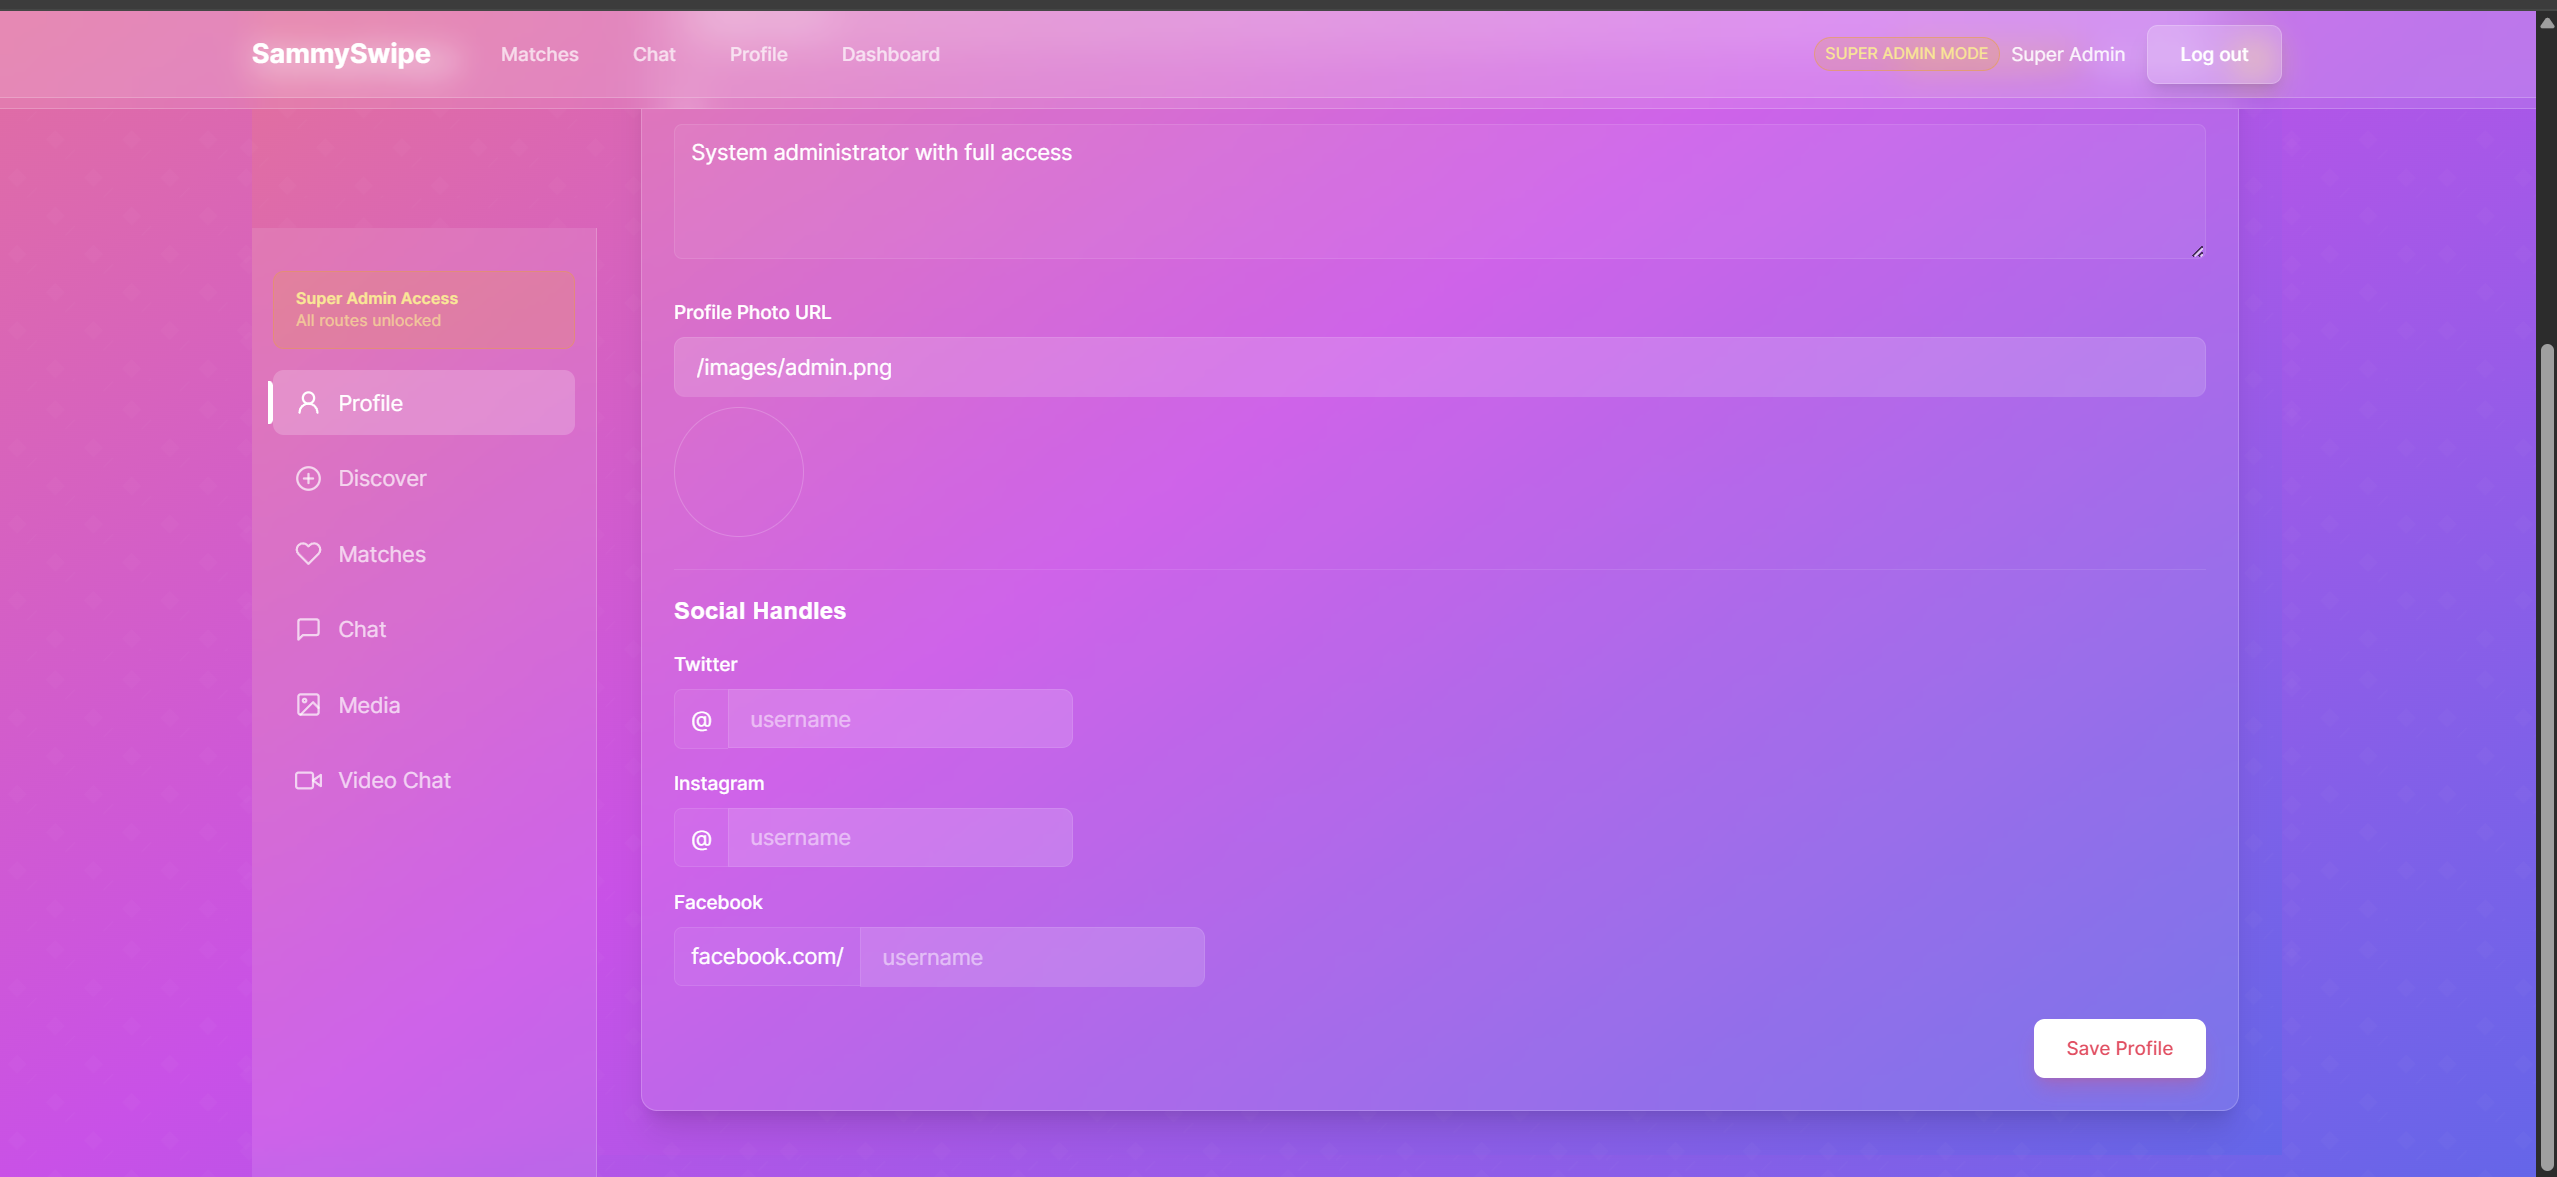 SammySwipe
Matches
Chat
Profile
Dashboard
SUPER ADMIN MODE
Super Admin
Log out
Super Admin Access
All routes unlocked
Profile
Discover
Matches
Chat
Media
Video Chat
System administrator with full access
Profile Photo URL
/images/admin.png
Social Handles
Twitter
@ username
Instagram
@ username
Facebook
facebook.com/ username
Save Profile